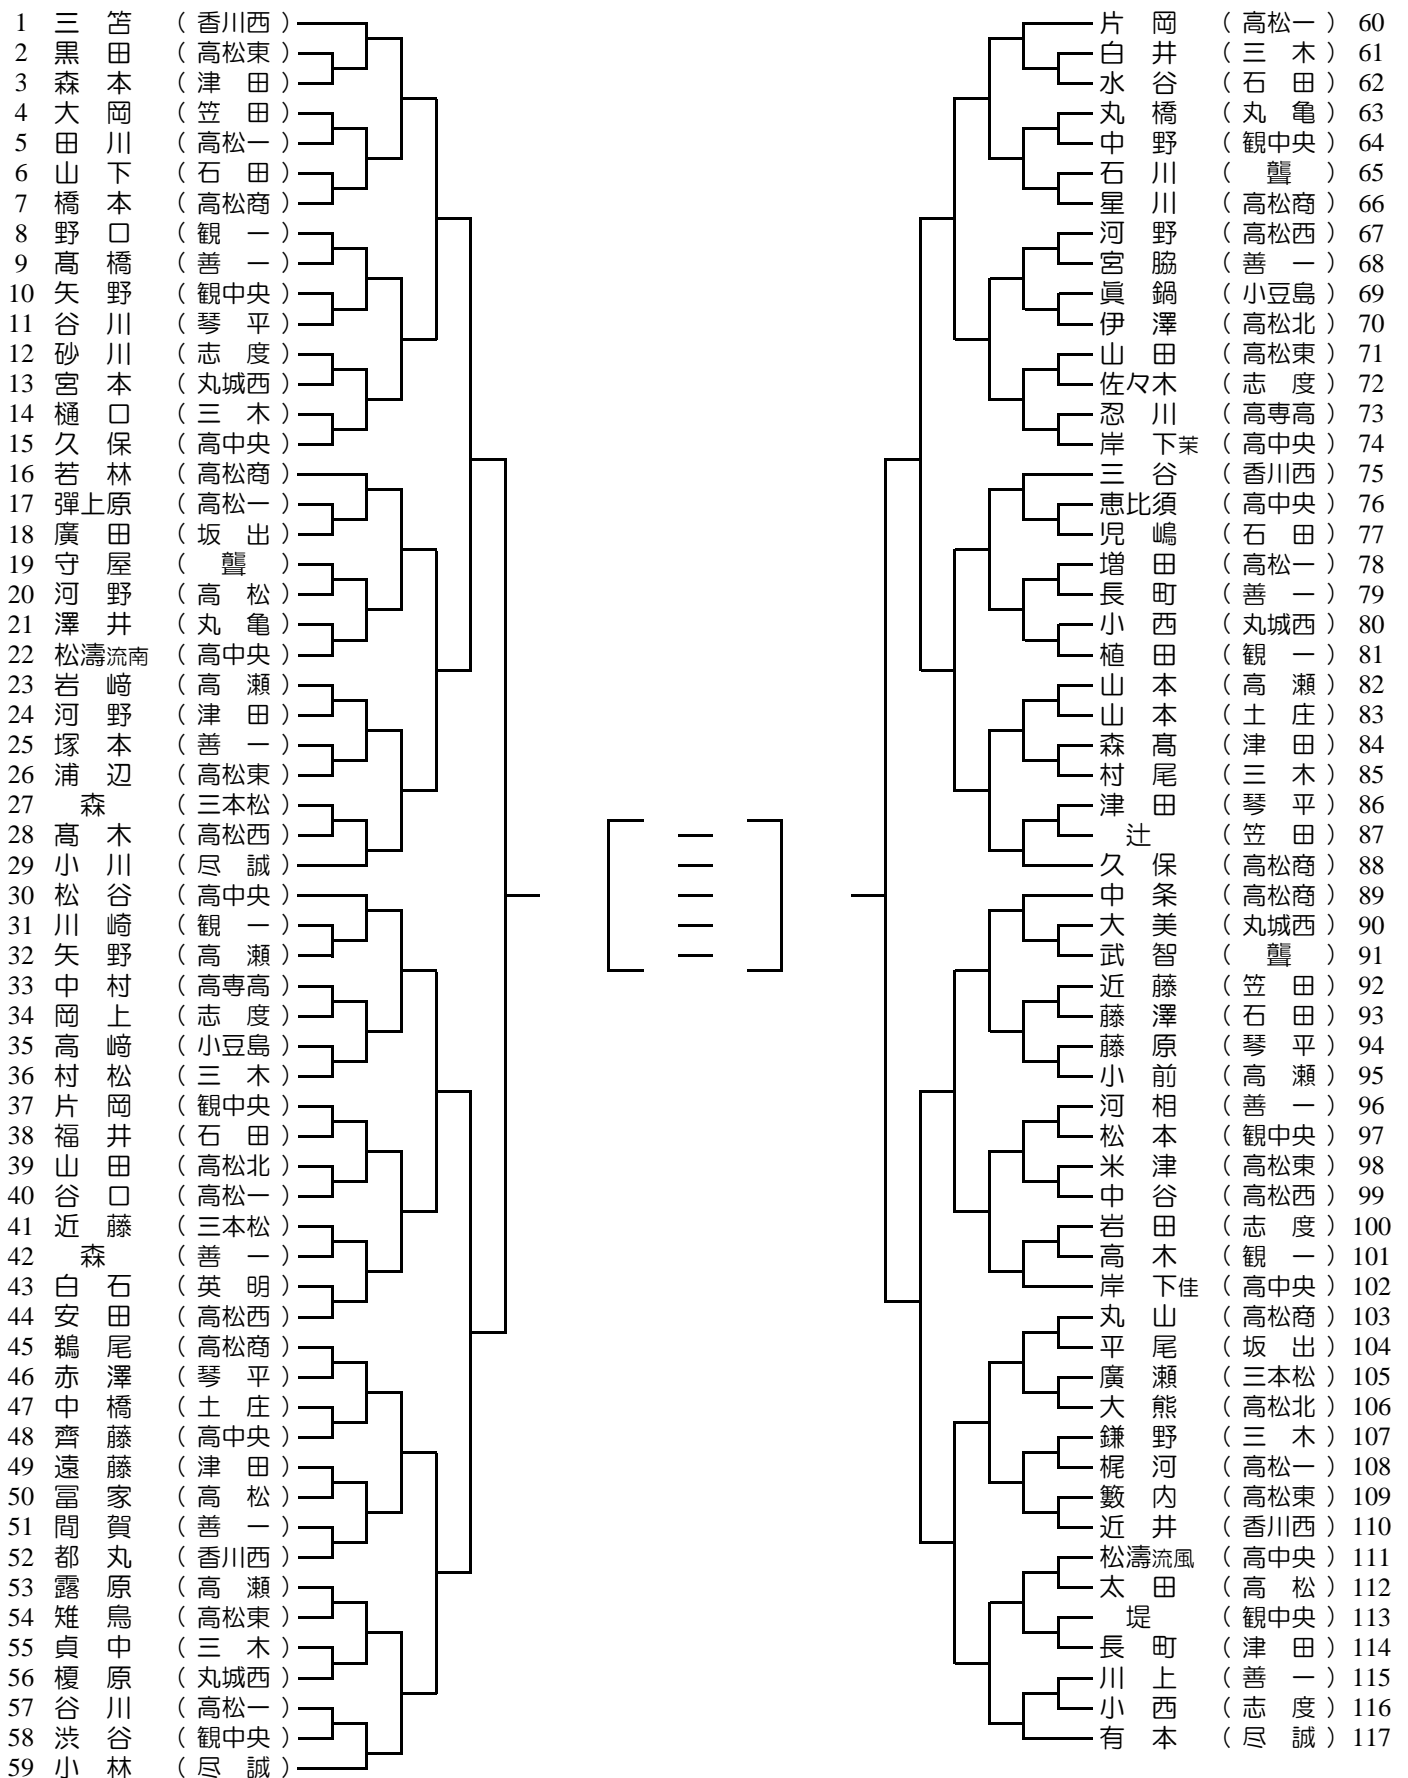 1 三 笘 （ 香川西 ）
2 黒 田 （ 高松東 ）
3 森 本 （ 津 田 ）
4 大 岡 （ 笠 田 ）
5 田 川 （ 高松一 ）
6 山 下 （ 石 田 ）
7 橋 本 （ 高松商 ）
8 野 口 （ 観 一 ）
9 髙 橋 （ 善 一 ）
10 矢 野 （ 観中央 ）
11 谷 川 （ 琴 平 ）
12 砂 川 （ 志 度 ）
13 宮 本 （ 丸城西 ）
14 樋 口 （ 三 木 ）
15 久 保 （ 高中央 ）
16 若 林 （ 高松商 ）
17 彈上原 （ 高松一 ）
18 廣 田 （ 坂 出 ）
19 守 屋 （ 聾 ）
20 河 野 （ 高 松 ）
21 澤 井 （ 丸 亀 ）
22 松濤流南 （ 高中央 ）
23 岩 﨑 （ 高 瀬 ）
24 河 野 （ 津 田 ）
25 塚 本 （ 善 一 ）
26 浦 辺 （ 高松東 ）
27 森 （ 三本松 ）
28 髙 木 （ 高松西 ）
29 小 川 （ 尽 誠 ）
30 松 谷 （ 高中央 ）
31 川 崎 （ 観 一 ）
32 矢 野 （ 高 瀬 ）
33 中 村 （ 高専高 ）
34 岡 上 （ 志 度 ）
35 高 﨑 （ 小豆島 ）
36 村 松 （ 三 木 ）
37 片 岡 （ 観中央 ）
38 福 井 （ 石 田 ）
39 山 田 （ 高松北 ）
40 谷 口 （ 高松一 ）
41 近 藤 （ 三本松 ）
42 森 （ 善 一 ）
43 白 石 （ 英 明 ）
44 安 田 （ 高松西 ）
45 鵜 尾 （ 高松商 ）
46 赤 澤 （ 琴 平 ）
47 中 橋 （ 土 庄 ）
48 齊 藤 （ 高中央 ）
49 遠 藤 （ 津 田 ）
50 冨 家 （ 高 松 ）
51 間 賀 （ 善 一 ）
52 都 丸 （ 香川西 ）
53 露 原 （ 高 瀬 ）
54 雉 鳥 （ 高松東 ）
55 貞 中 （ 三 木 ）
56 榎 原 （ 丸城西 ）
57 谷 川 （ 高松一 ）
58 渋 谷 （ 観中央 ）
59 小 林 （ 尽 誠 ）
片 岡 （ 高松一 ） 60
白 井 （ 三 木 ） 61
水 谷 （ 石 田 ） 62
丸 橋 （ 丸 亀 ） 63
中 野 （ 観中央 ） 64
石 川 （ 聾 ） 65
星 川 （ 高松商 ） 66
河 野 （ 高松西 ） 67
宮 脇 （ 善 一 ） 68
眞 鍋 （ 小豆島 ） 69
伊 澤 （ 高松北 ） 70
山 田 （ 高松東 ） 71
佐々木 （ 志 度 ） 72
忍 川 （ 高専高 ） 73
岸 下茉 （ 高中央 ） 74
三 谷 （ 香川西 ） 75
恵比須 （ 高中央 ） 76
児 嶋 （ 石 田 ） 77
増 田 （ 高松一 ） 78
長 町 （ 善 一 ） 79
小 西 （ 丸城西 ） 80
植 田 （ 観 一 ） 81
山 本 （ 高 瀬 ） 82
山 本 （ 土 庄 ） 83
森 髙 （ 津 田 ） 84
村 尾 （ 三 木 ） 85
津 田 （ 琴 平 ） 86
辻 （ 笠 田 ） 87
久 保 （ 高松商 ） 88
中 条 （ 高松商 ） 89
大 美 （ 丸城西 ） 90
武 智 （ 聾 ） 91
近 藤 （ 笠 田 ） 92
藤 澤 （ 石 田 ） 93
藤 原 （ 琴 平 ） 94
小 前 （ 高 瀬 ） 95
河 相 （ 善 一 ） 96
松 本 （ 観中央 ） 97
米 津 （ 高松東 ） 98
中 谷 （ 高松西 ） 99
岩 田 （ 志 度 ） 100
高 木 （ 観 一 ） 101
岸 下佳 （ 高中央 ） 102
丸 山 （ 高松商 ） 103
平 尾 （ 坂 出 ） 104
廣 瀬 （ 三本松 ） 105
大 熊 （ 高松北 ） 106
鎌 野 （ 三 木 ） 107
梶 河 （ 高松一 ） 108
籔 内 （ 高松東 ） 109
近 井 （ 香川西 ） 110
松濤流風 （ 高中央 ） 111
太 田 （ 高 松 ） 112
堤 （ 観中央 ） 113
長 町 （ 津 田 ） 114
川 上 （ 善 一 ） 115
小 西 （ 志 度 ） 116
有 本 （ 尽 誠 ） 117